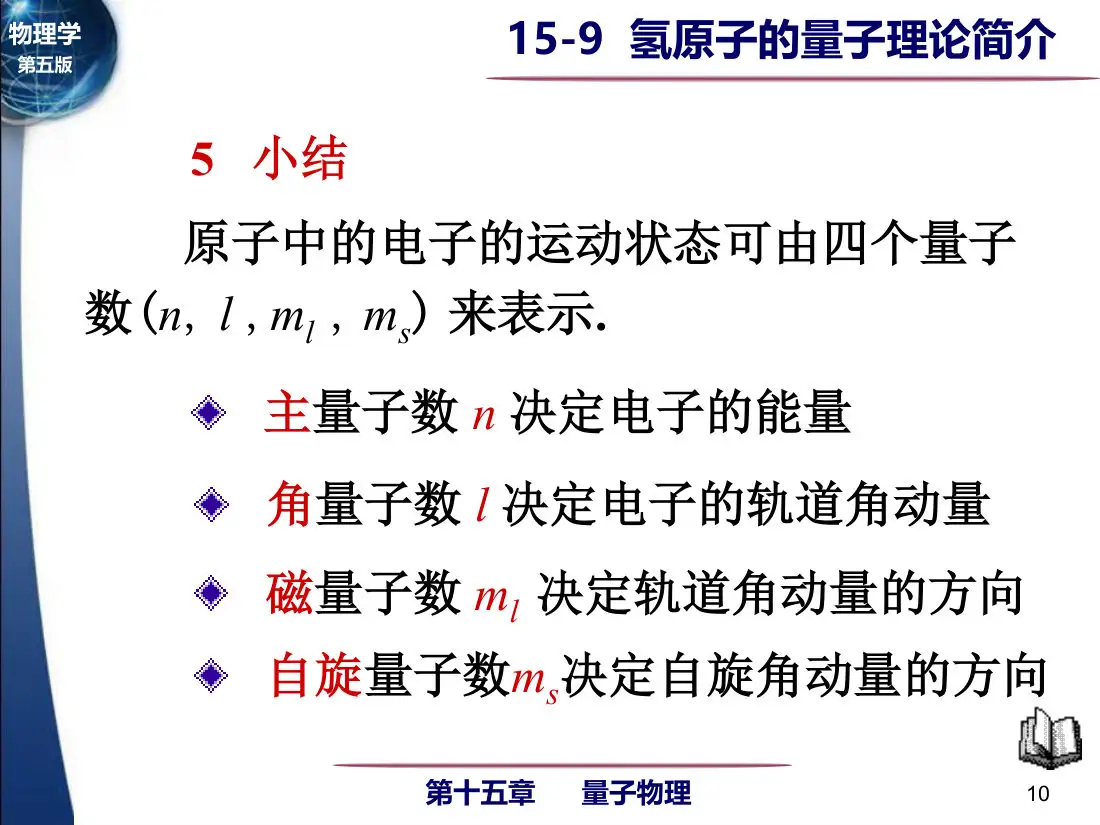 物理学
第五版
15-9 氢原子的量子理论简介
5 小结
原子中的电子的运动状态可由四个量子
数(n, l , m_l , m_s) 来表示.
主量子数 n 决定电子的能量
角量子数 l 决定电子的轨道角动量
磁量子数 m_l 决定轨道角动量的方向
自旋量子数m_s决定自旋角动量的方向
第十五章 量子物理
10